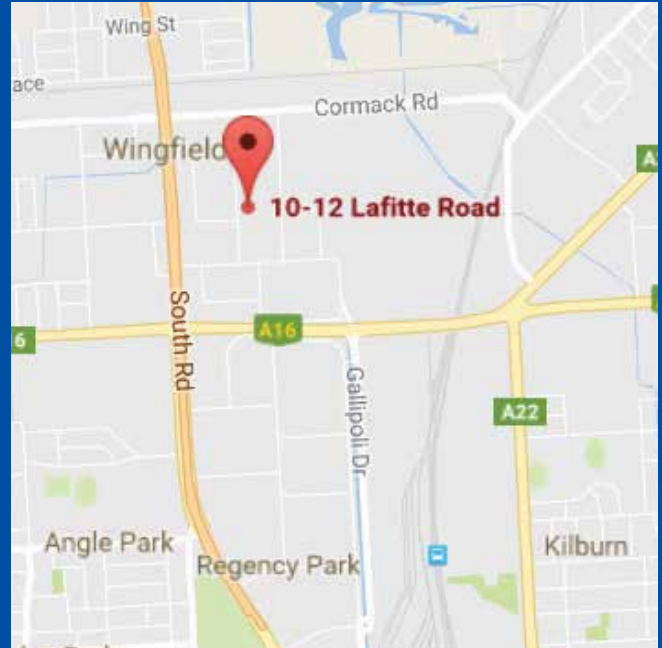 Wing St
ace
Cormack Rd
Wingfield
10-12 Lafitte Road
South Rd
A16
6
Gallipoli Dr
A22
Angle Park
Regency Park
Kilburn